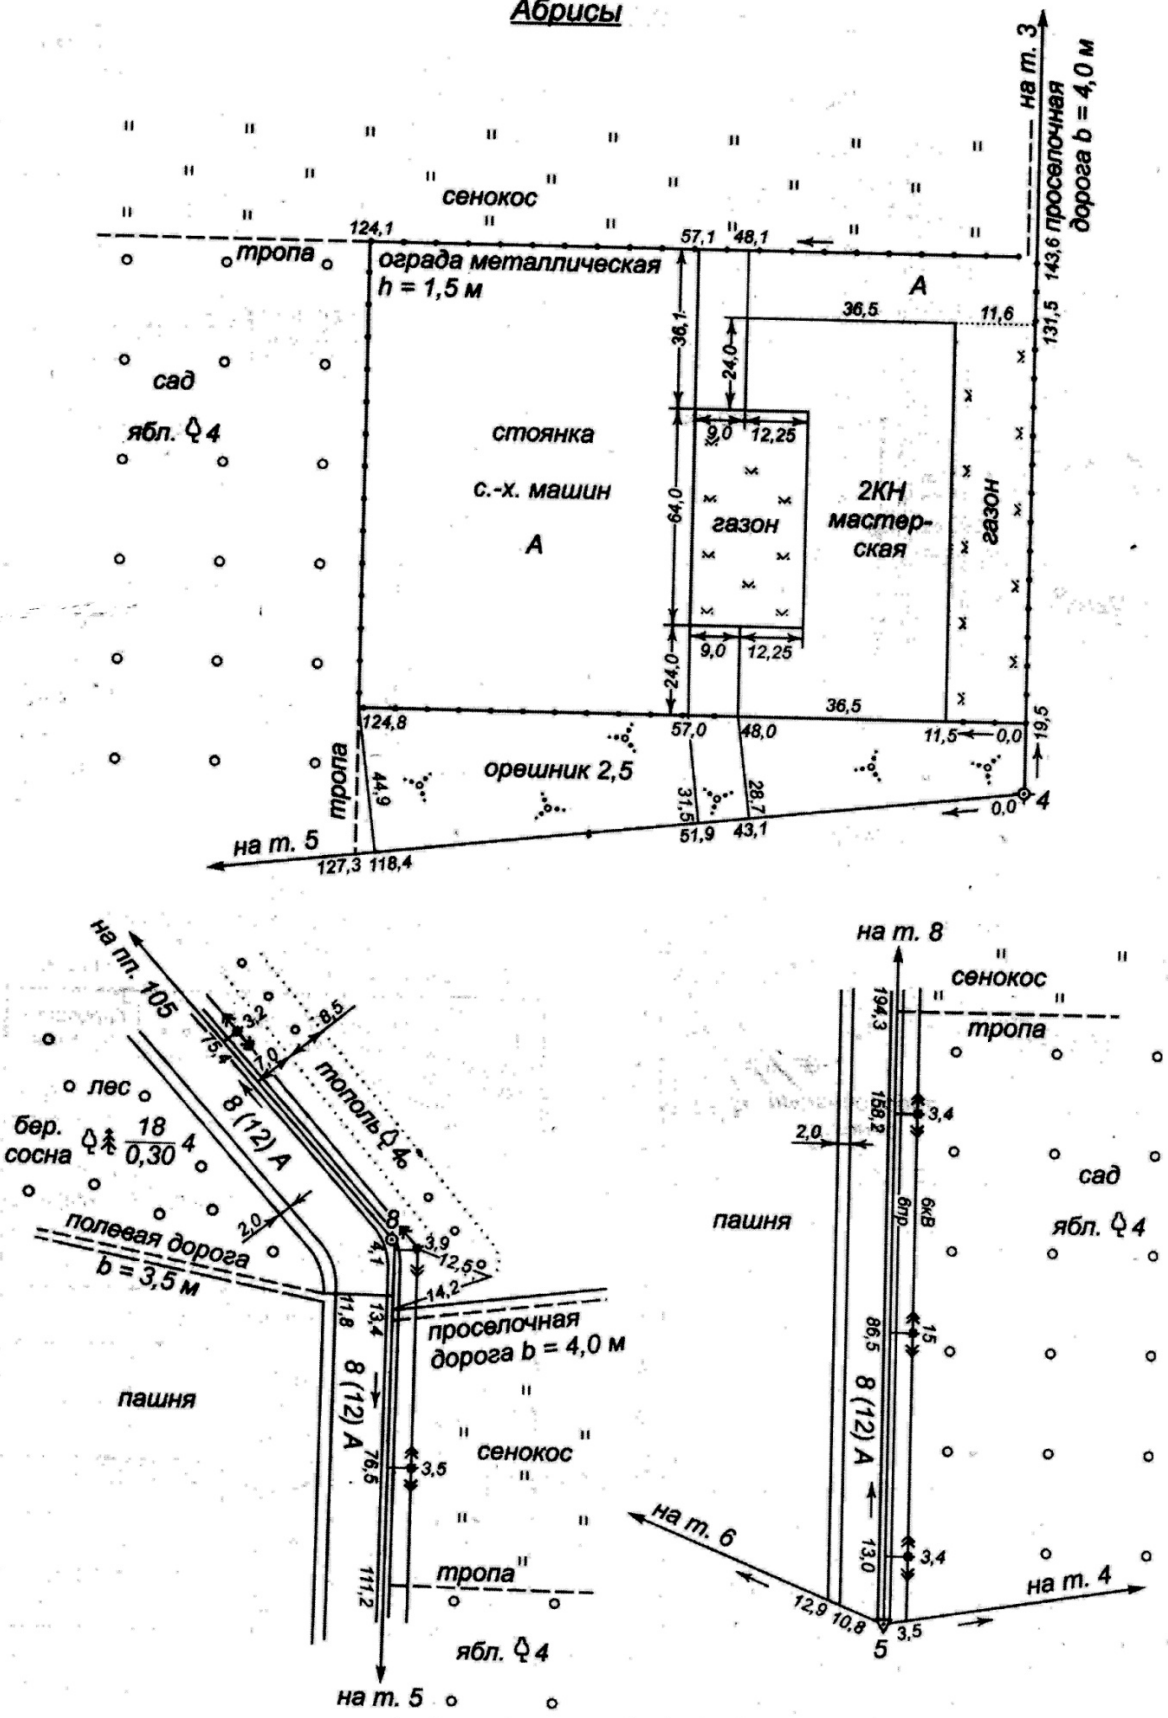 Абрисы
на т. 3
143,6 проселочная
дорога b = 4,0 м
сенокос
124,1
57,1
48,1
тропа
ограда металлическая
h = 1,5 м
А
36,5
11,6
131,5
36,1
24,0
сад
ябл. 4
стоянка
с.-х. машин
А
9,0
12,25
64,0
газон
2КН
мастер-
ская
газон
9,0
12,25
24,0
36,5
124,8
57,0
48,0
11,5
0,0
19,5
тропа
44,9
орешник 2,5
31,5
28,7
0,0
4
на т. 5
51,9
43,1
127,3
118,4
на пп. 105
3,2
8,5
75,4
7,0
тополь 4
лес
8 (12) А
бер.
сосна
18
0,30
4
8
2,0
полевая дорога
b = 3,5 м
4,1
3,9
12,5
14,2
11,8
13,4
проселочная
дорога b = 4,0 м
8 (12) А
пашня
76,5
3,5
сенокос
111,2
тропа
ябл. 4
на т. 5
на т. 8
194,3
сенокос
тропа
158,2
3,4
2,0
впр
6кВ
пашня
сад
ябл. 4
86,5
15
8 (12) А
на т. 6
13,0
3,4
на т. 4
12,9
10,8
3,5
5